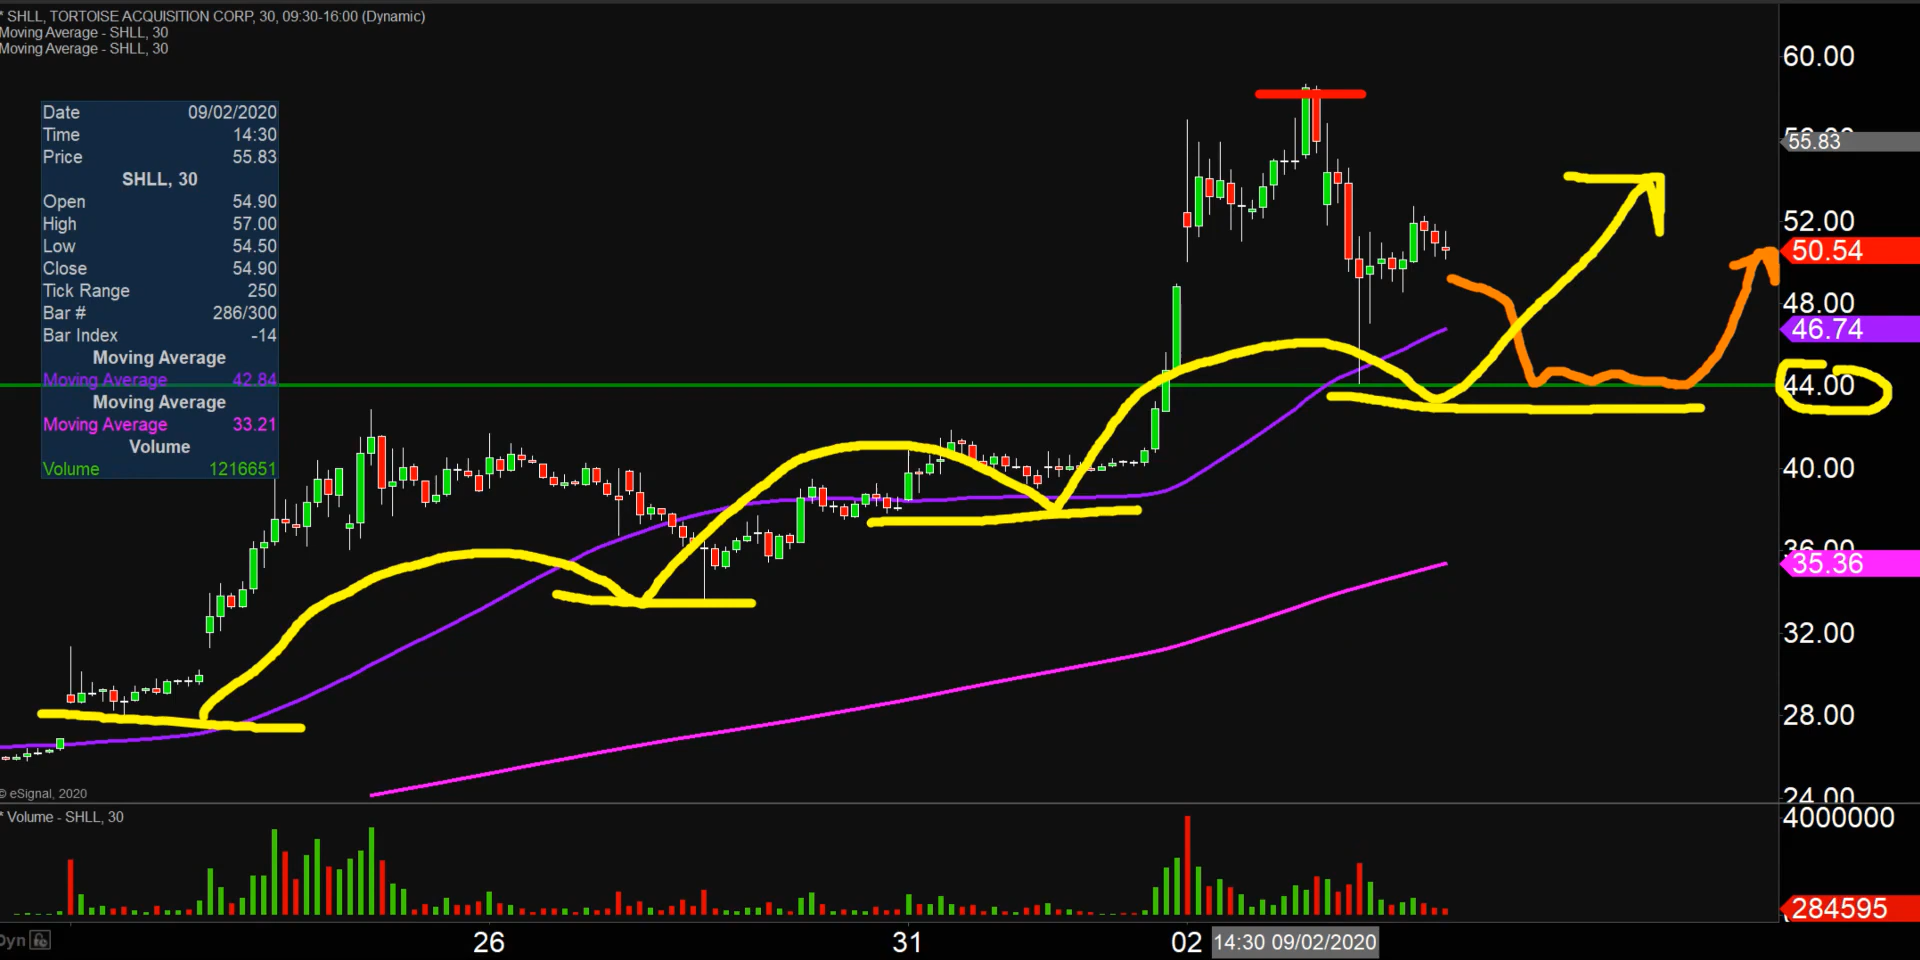 * SHLL, TORTOISE ACQUISITION CORP, 30, 09:30-16:00 (Dynamic)
Moving Average - SHLL, 30
Moving Average - SHLL, 30
Date 09/02/2020
Time 14:30
Price 55.83
SHLL, 30
Open 54.90
High 57.00
Low 54.50
Close 54.90
Tick Range 250
Bar # 286/300
Bar Index -14
Moving Average
Moving Average 42.84
Moving Average
Moving Average 33.21
Volume
Volume 1216651
60.00
55.83
52.00
50.54
48.00
46.74
44.00
40.00
36.00
35.36
32.00
28.00
24.00
© eSignal, 2020
* Volume - SHLL, 30
4000000
284595
Dyn
26
31
02
14:30 09/02/2020